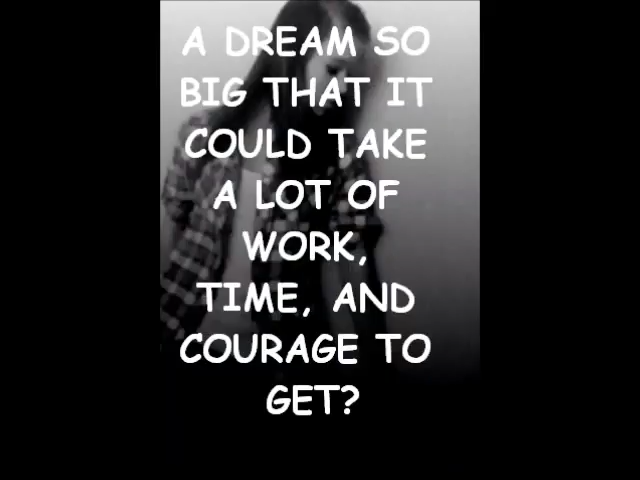 A DREAM SO
BIG THAT IT
COULD TAKE
A LOT OF
WORK,
TIME, AND
COURAGE TO
GET?